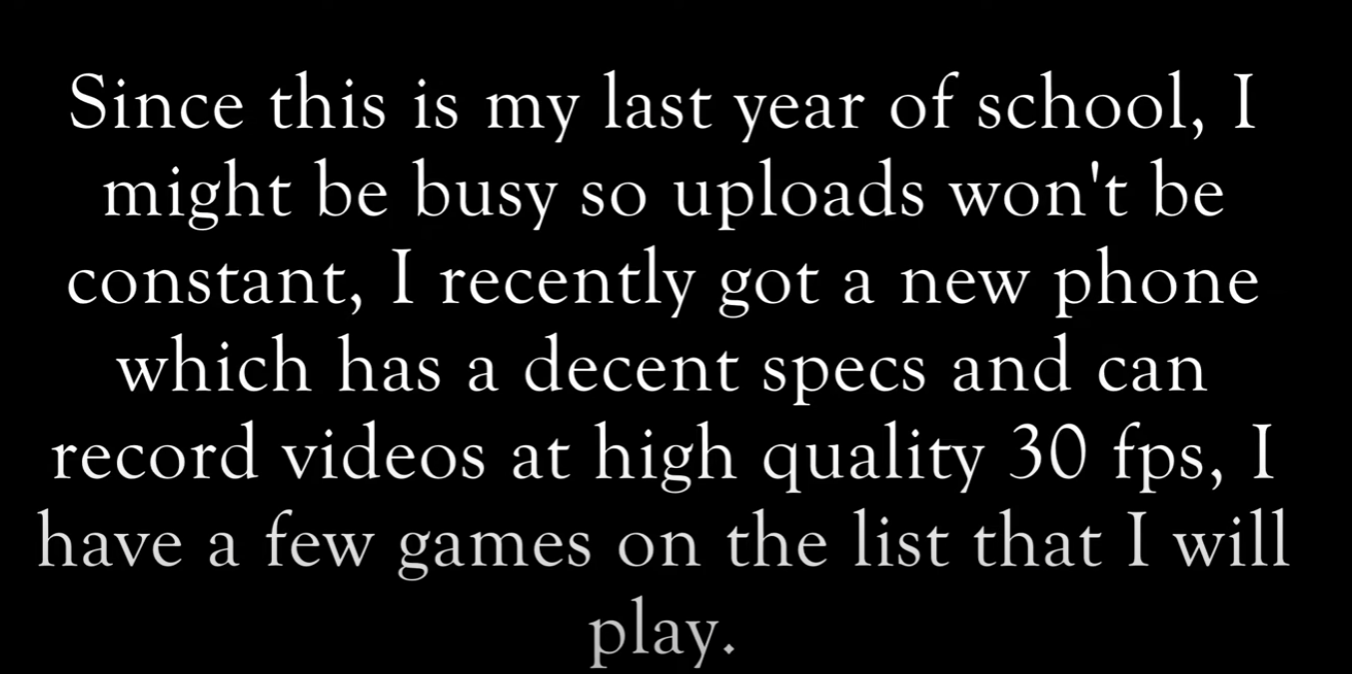 Since this is my last year of school, I
might be busy so uploads won't be
constant, I recently got a new phone
which has a decent specs and can
record videos at high quality 30 fps, I
have a few games on the list that I will
play.